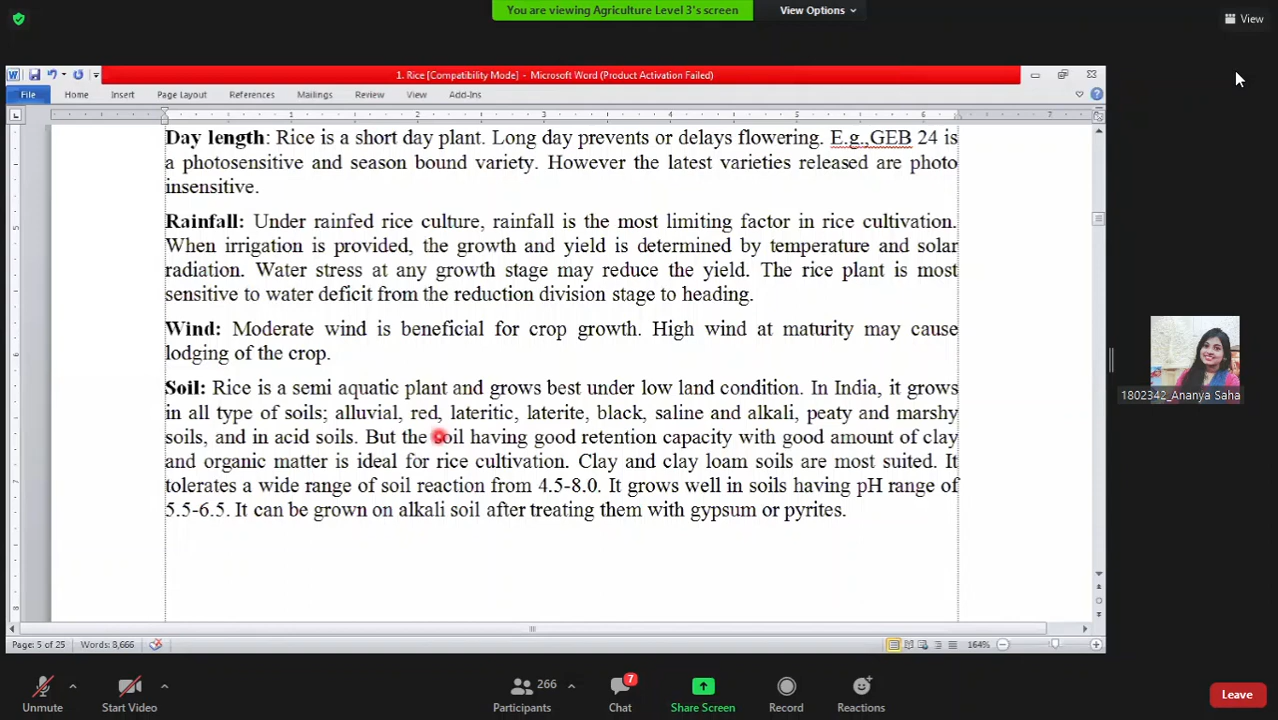 You are viewing Agriculture Level 3's screen
View Options
View
1. Rice [Compatibility Mode] - Microsoft Word (Product Activation Failed)
File Home Insert Page Layout References Mailings Review View Add-Ins
1 2 3 4 5 6 7
Day length: Rice is a short day plant. Long day prevents or delays flowering. E.g.,GEB 24 is
a photosensitive and season bound variety. However the latest varieties released are photo
insensitive.
Rainfall: Under rainfed rice culture, rainfall is the most limiting factor in rice cultivation.
When irrigation is provided, the growth and yield is determined by temperature and solar
radiation. Water stress at any growth stage may reduce the yield. The rice plant is most
sensitive to water deficit from the reduction division stage to heading.
Wind: Moderate wind is beneficial for crop growth. High wind at maturity may cause
lodging of the crop.
Soil: Rice is a semi aquatic plant and grows best under low land condition. In India, it grows
in all type of soils; alluvial, red, lateritic, laterite, black, saline and alkali, peaty and marshy
soils, and in acid soils. But the soil having good retention capacity with good amount of clay
and organic matter is ideal for rice cultivation. Clay and clay loam soils are most suited. It
tolerates a wide range of soil reaction from 4.5-8.0. It grows well in soils having pH range of
5.5-6.5. It can be grown on alkali soil after treating them with gypsum or pyrites.
1802342_Ananya Saha
Page: 5 of 25 Words: 8,666 164%
Unmute Start Video Participants 266 Chat 7 Share Screen Record Reactions Leave